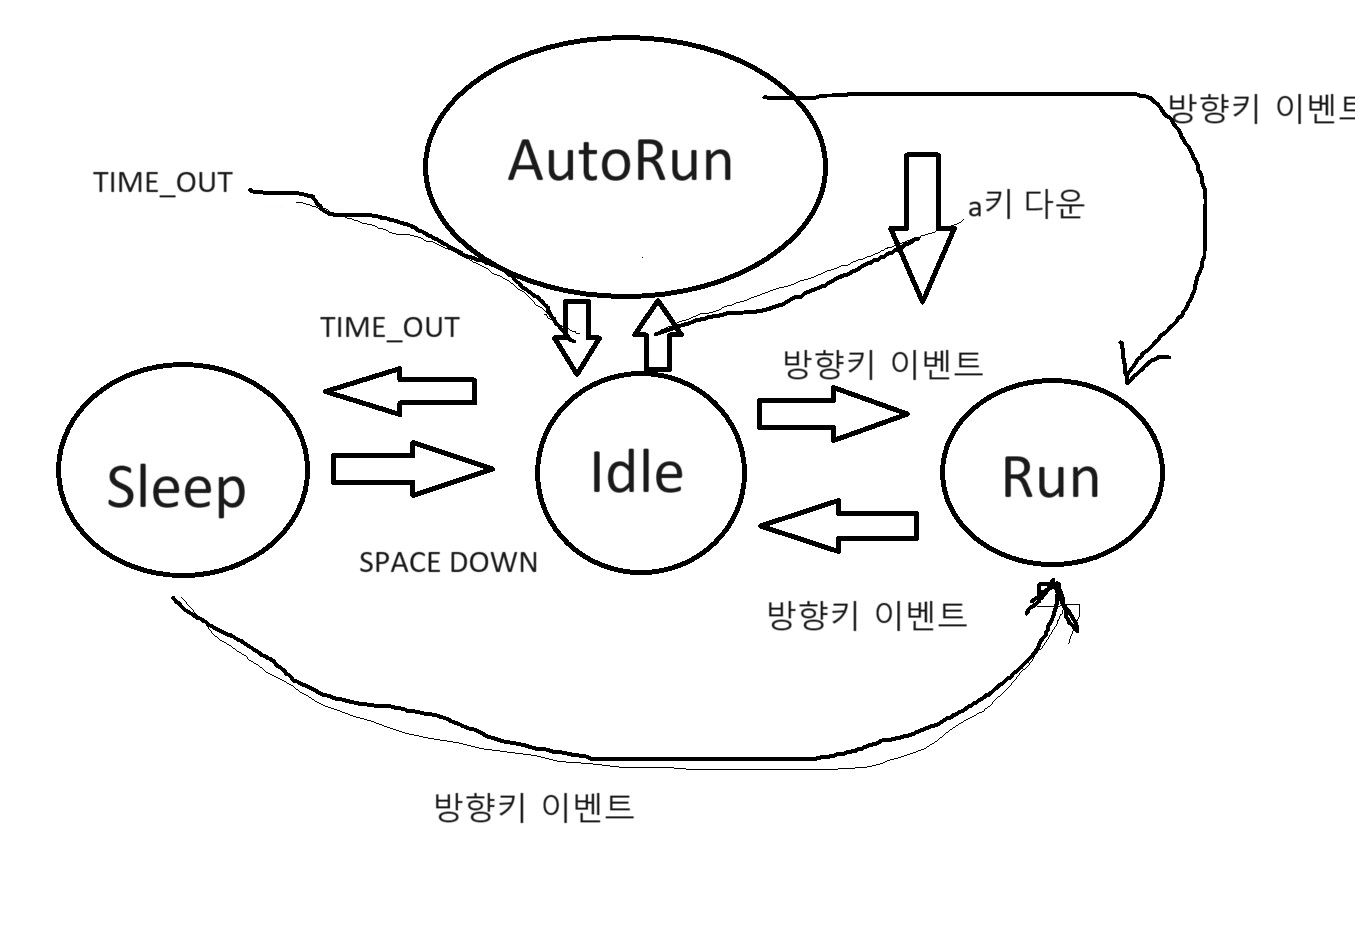 방향키 이벤트
AutoRun
TIME_OUT
a키 다운
TIME_OUT
방향키 이벤트
Sleep
Idle
Run
SPACE DOWN
방향키 이벤트
방향키 이벤트